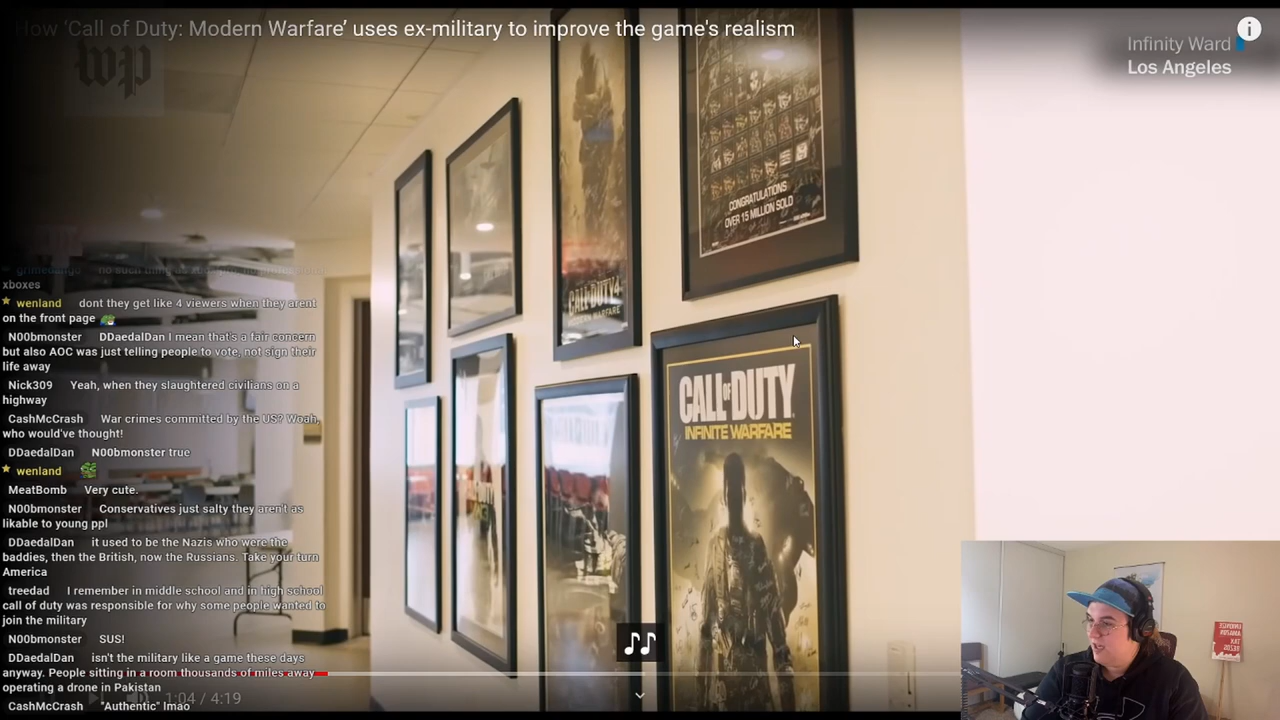 How ‘Call of Duty: Modern Warfare’ uses ex-military to improve the game's realism
wp
Infinity Ward
Los Angeles
CONGRATULATIONS
OVER 15 MILLION SOLD
CALL OF DUTY 4
MODERN WARFARE
CALL OF DUTY
INFINITE WARFARE
xboxes
wenland dont they get like 4 viewers when they arent
on the front page
N00bmonster DDaedalDan I mean that's a fair concern
but also AOC was just telling people to vote, not sign their
life away
Nick309 Yeah, when they slaughtered civilians on a
highway
CashMcCrash War crimes committed by the US? Woah,
who would've thought!
DDaedalDan N00bmonster true
wenland
MeatBomb Very cute.
N00bmonster Conservatives just salty they aren't as
likable to young ppl
DDaedalDan it used to be the Nazis who were the
baddies, then the British, now the Russians. Take your turn
America
treedad I remember in middle school and in high school
call of duty was responsible for why some people wanted to
join the military
N00bmonster SUS!
DDaedalDan isn't the military like a game these days
anyway. People sitting in a room thousands of miles away
operating a drone in Pakistan
CashMcCrash "Authentic" lmao
1:04 / 4:19